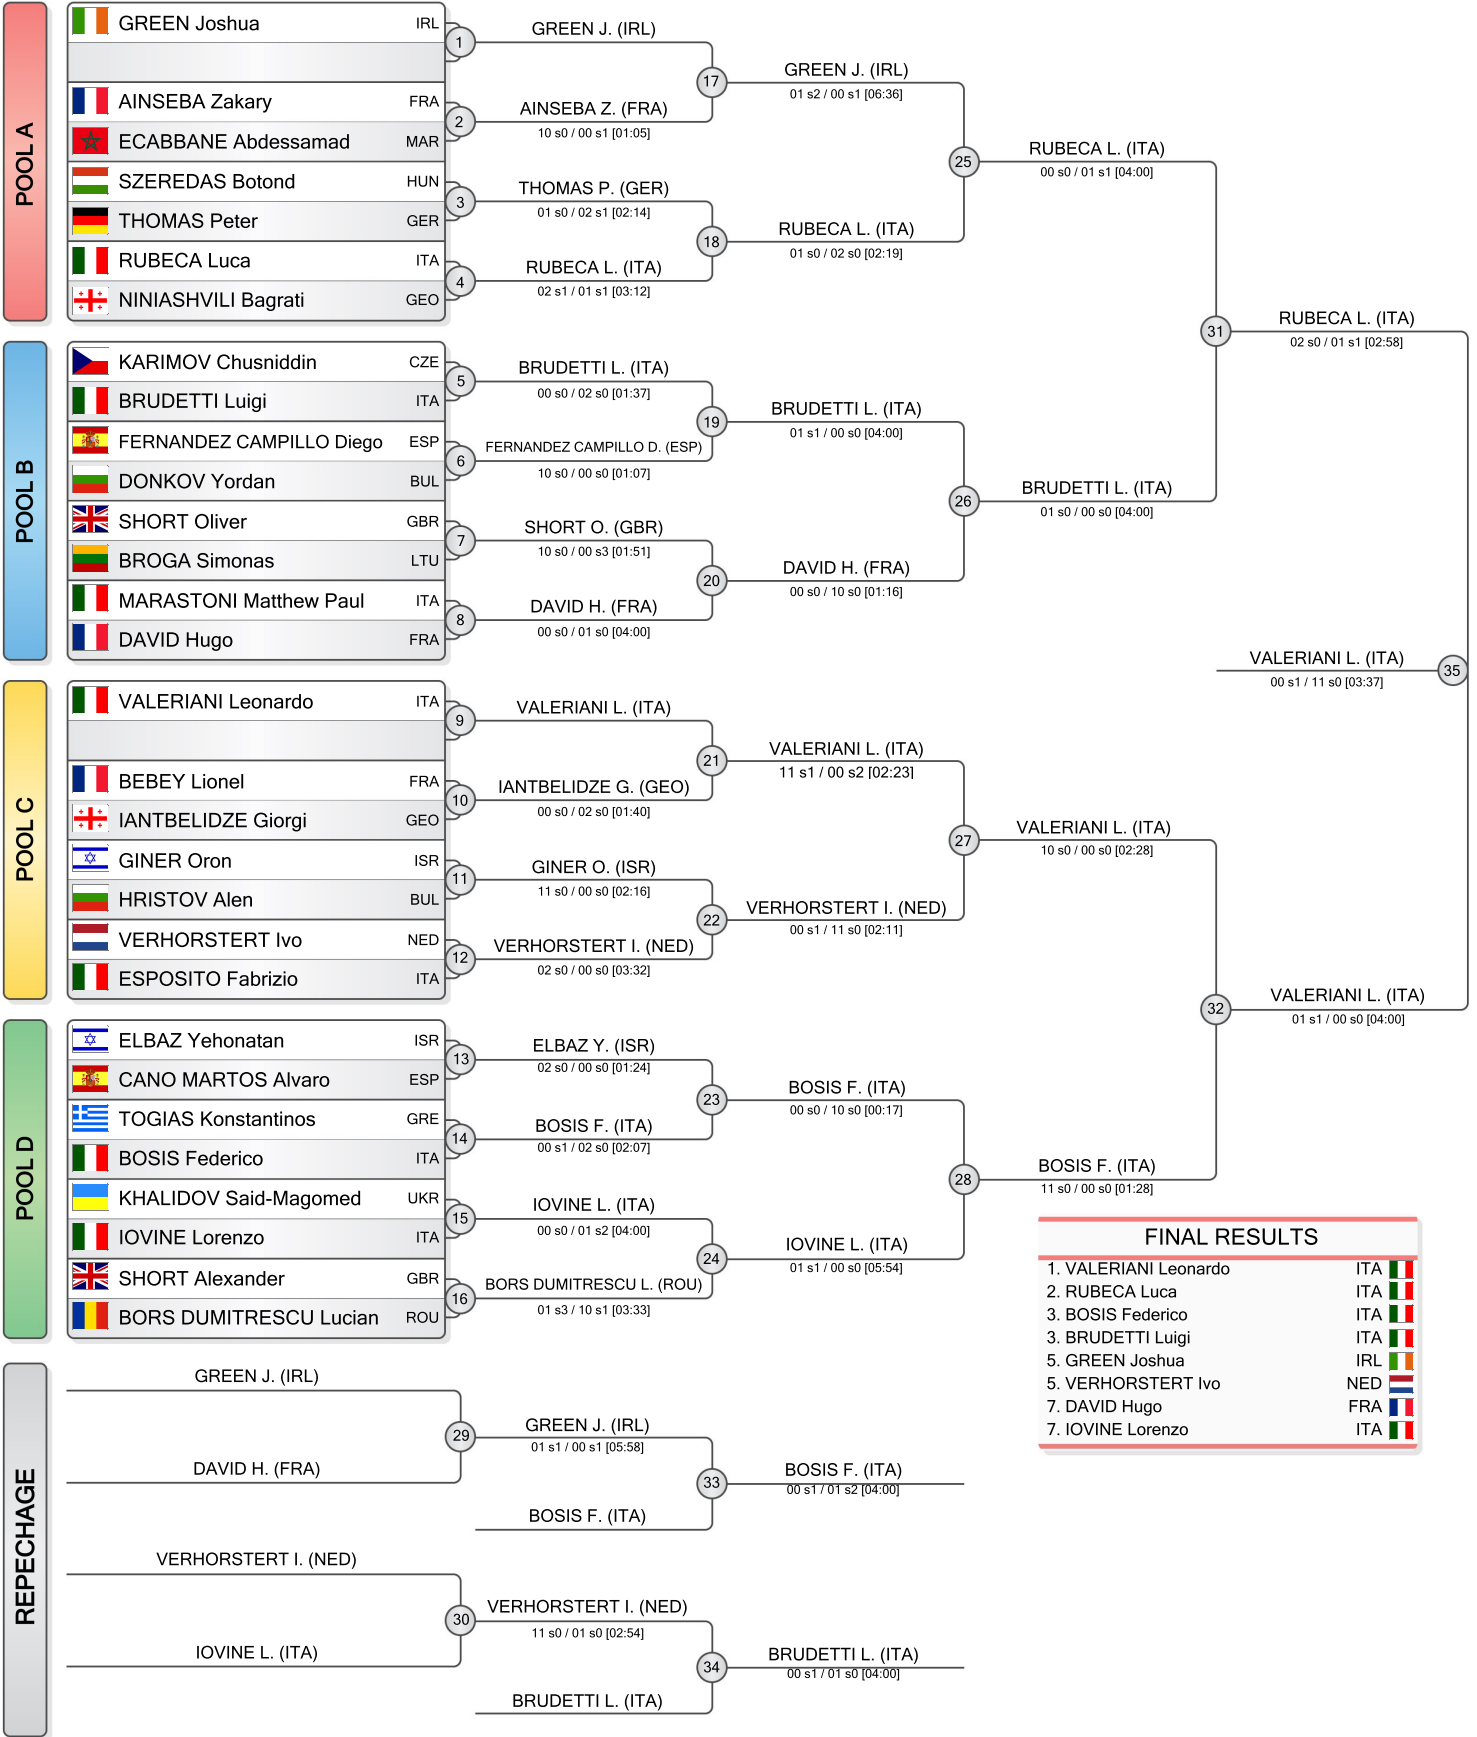 POOL A
GREEN Joshua IRL
AINSEBA Zakary FRA
ECABBANE Abdessamad MAR
SZEREDAS Botond HUN
THOMAS Peter GER
RUBECA Luca ITA
NINIASHVILI Bagrati GEO
1
GREEN J. (IRL)
2
AINSEBA Z. (FRA)
10 s0 / 00 s1 [01:05]
3
THOMAS P. (GER)
01 s0 / 02 s1 [02:14]
4
RUBECA L. (ITA)
02 s1 / 01 s1 [03:12]
17
GREEN J. (IRL)
01 s2 / 00 s1 [06:36]
18
RUBECA L. (ITA)
01 s0 / 02 s0 [02:19]
25
RUBECA L. (ITA)
00 s0 / 01 s1 [04:00]
POOL B
KARIMOV Chusniddin CZE
BRUDETTI Luigi ITA
FERNANDEZ CAMPILLO Diego ESP
DONKOV Yordan BUL
SHORT Oliver GBR
BROGA Simonas LTU
MARASTONI Matthew Paul ITA
DAVID Hugo FRA
5
BRUDETTI L. (ITA)
00 s0 / 02 s0 [01:37]
6
FERNANDEZ CAMPILLO D. (ESP)
10 s0 / 00 s0 [01:07]
7
SHORT O. (GBR)
10 s0 / 00 s3 [01:51]
8
DAVID H. (FRA)
00 s0 / 01 s0 [04:00]
19
BRUDETTI L. (ITA)
01 s1 / 00 s0 [04:00]
20
DAVID H. (FRA)
00 s0 / 10 s0 [01:16]
26
BRUDETTI L. (ITA)
01 s0 / 00 s0 [04:00]
31
RUBECA L. (ITA)
02 s0 / 01 s1 [02:58]
VALERIANI L. (ITA)
00 s1 / 11 s0 [03:37]
35
POOL C
VALERIANI Leonardo ITA
BEBEY Lionel FRA
IANTBELIDZE Giorgi GEO
GINER Oron ISR
HRISTOV Alen BUL
VERHORSTERT Ivo NED
ESPOSITO Fabrizio ITA
9
VALERIANI L. (ITA)
10
IANTBELIDZE G. (GEO)
00 s0 / 02 s0 [01:40]
11
GINER O. (ISR)
11 s0 / 00 s0 [02:16]
12
VERHORSTERT I. (NED)
02 s0 / 00 s0 [03:32]
21
VALERIANI L. (ITA)
11 s1 / 00 s2 [02:23]
22
VERHORSTERT I. (NED)
00 s1 / 11 s0 [02:11]
27
VALERIANI L. (ITA)
10 s0 / 00 s0 [02:28]
32
VALERIANI L. (ITA)
01 s1 / 00 s0 [04:00]
POOL D
ELBAZ Yehonatan ISR
CANO MARTOS Alvaro ESP
TOGIAS Konstantinos GRE
BOSIS Federico ITA
KHALIDOV Said-Magomed UKR
IOVINE Lorenzo ITA
SHORT Alexander GBR
BORS DUMITRESCU Lucian ROU
13
ELBAZ Y. (ISR)
02 s0 / 00 s0 [01:24]
14
BOSIS F. (ITA)
00 s1 / 02 s0 [02:07]
15
IOVINE L. (ITA)
00 s0 / 01 s2 [04:00]
16
BORS DUMITRESCU L. (ROU)
01 s3 / 10 s1 [03:33]
23
BOSIS F. (ITA)
00 s0 / 10 s0 [00:17]
24
IOVINE L. (ITA)
01 s1 / 00 s0 [05:54]
28
BOSIS F. (ITA)
11 s0 / 00 s0 [01:28]
FINAL RESULTS
1. VALERIANI Leonardo ITA
2. RUBECA Luca ITA
3. BOSIS Federico ITA
3. BRUDETTI Luigi ITA
5. GREEN Joshua IRL
5. VERHORSTERT Ivo NED
7. DAVID Hugo FRA
7. IOVINE Lorenzo ITA
REPECHAGE
GREEN J. (IRL)
DAVID H. (FRA)
29
GREEN J. (IRL)
01 s1 / 00 s1 [05:58]
BOSIS F. (ITA)
33
BOSIS F. (ITA)
00 s1 / 01 s2 [04:00]
VERHORSTERT I. (NED)
IOVINE L. (ITA)
30
VERHORSTERT I. (NED)
11 s0 / 01 s0 [02:54]
BRUDETTI L. (ITA)
34
BRUDETTI L. (ITA)
00 s1 / 01 s0 [04:00]